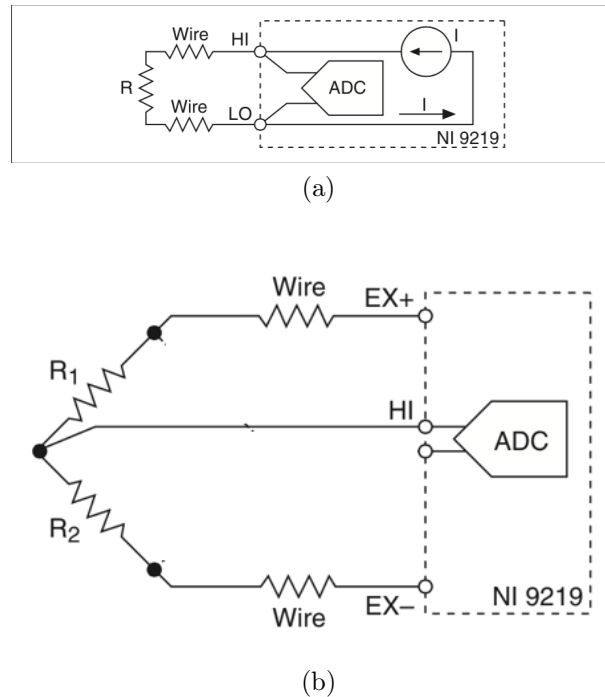 Wire
HI
I
R
ADC
Wire
LO
I
NI 9219
(a)
Wire
EX+
R1
HI
ADC
R2
Wire
EX–
NI 9219
(b)